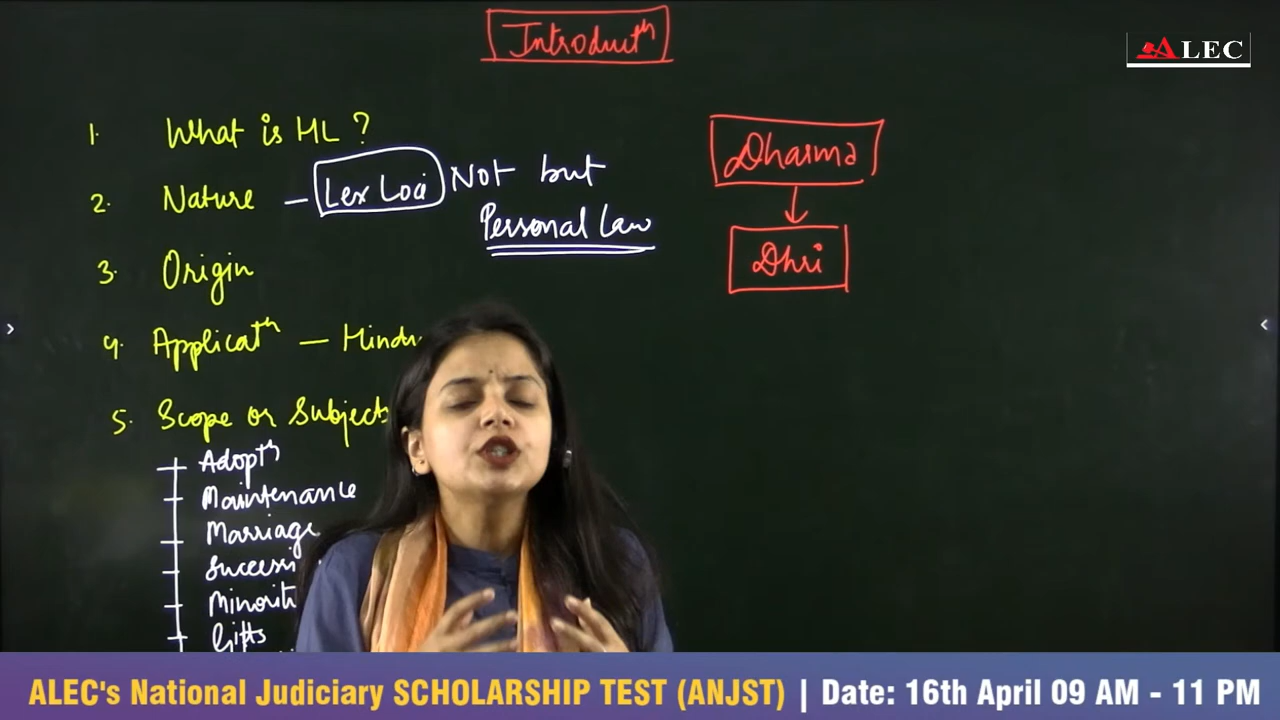 Introductⁿ
ALEC
1. What is HL ?
2. Nature — Lex Loci Not but
Personal Law
3. Origin
4. Applicatⁿ — Hindu
5. Scope or Subject
Adoptⁿ
Maintenance
Marriage
Successi
Minorit
Gifts
Dharma
Dhri
ALEC's National Judiciary SCHOLARSHIP TEST (ANJST) | Date: 16th April 09 AM - 11 PM